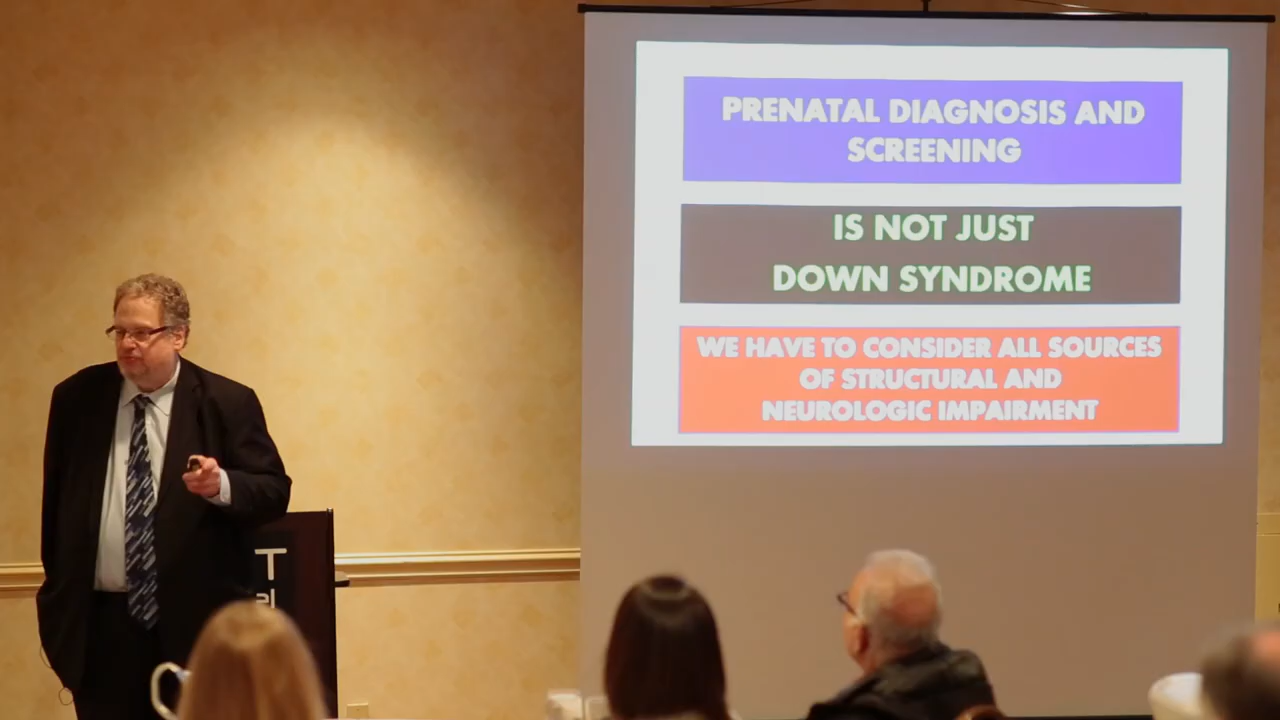 PRENATAL DIAGNOSIS AND
SCREENING
IS NOT JUST
DOWN SYNDROME
WE HAVE TO CONSIDER ALL SOURCES
OF STRUCTURAL AND
NEUROLOGIC IMPAIRMENT
T
el